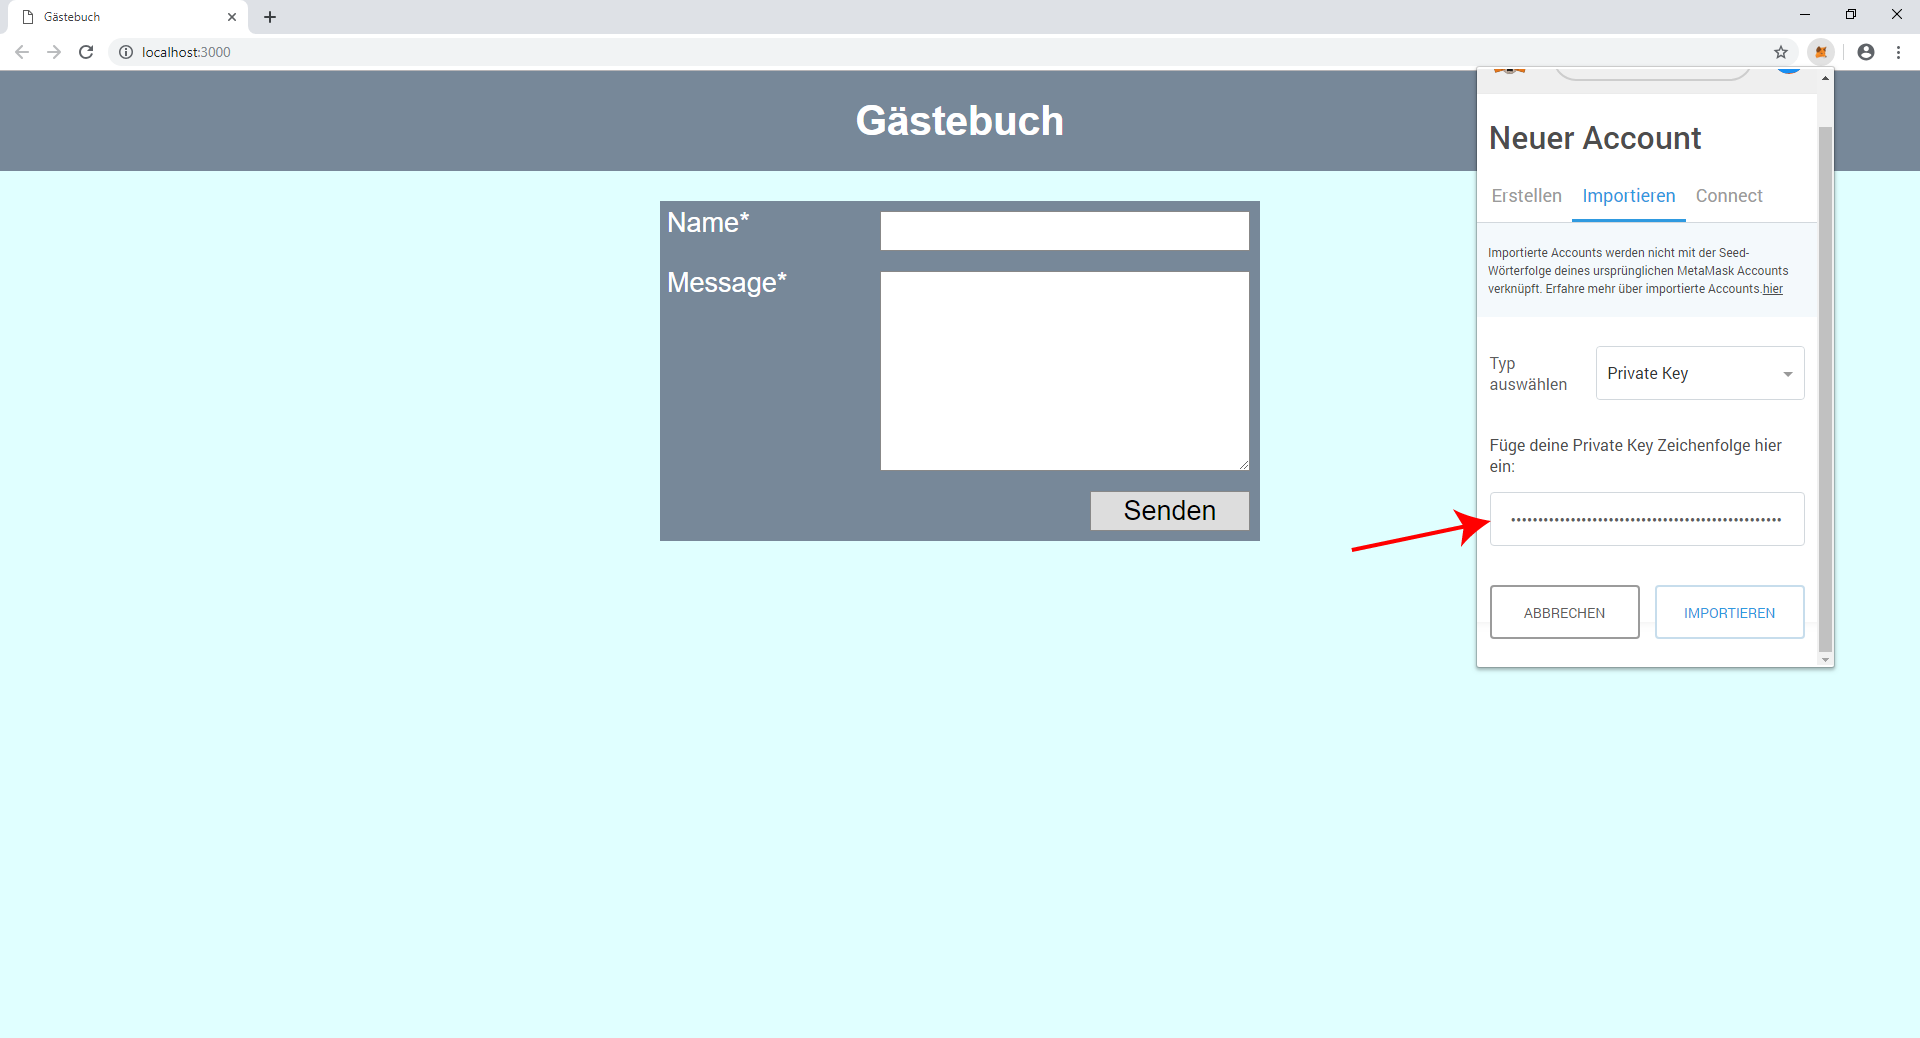 Gästebuch
localhost:3000
Gästebuch
Name*
Message*
Senden
Neuer Account
Erstellen Importieren Connect
Importierte Accounts werden nicht mit der Seed-
Wörterfolge deines ursprünglichen MetaMask Accounts
verknüpft. Erfahre mehr über importierte Accounts.hier
Typ
auswählen
Private Key
Füge deine Private Key Zeichenfolge hier
ein:
ABBRECHEN IMPORTIEREN